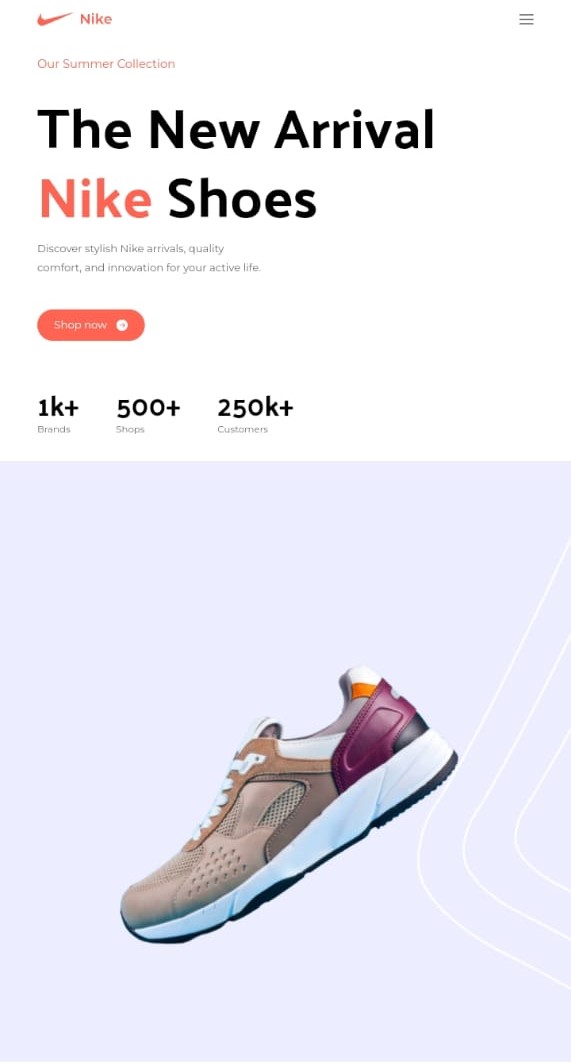 Nike
Our Summer Collection
The New Arrival
Nike Shoes
Discover stylish Nike arrivals, quality
comfort, and innovation for your active life.
Shop now
1k+ 500+ 250k+
Brands Shops Customers